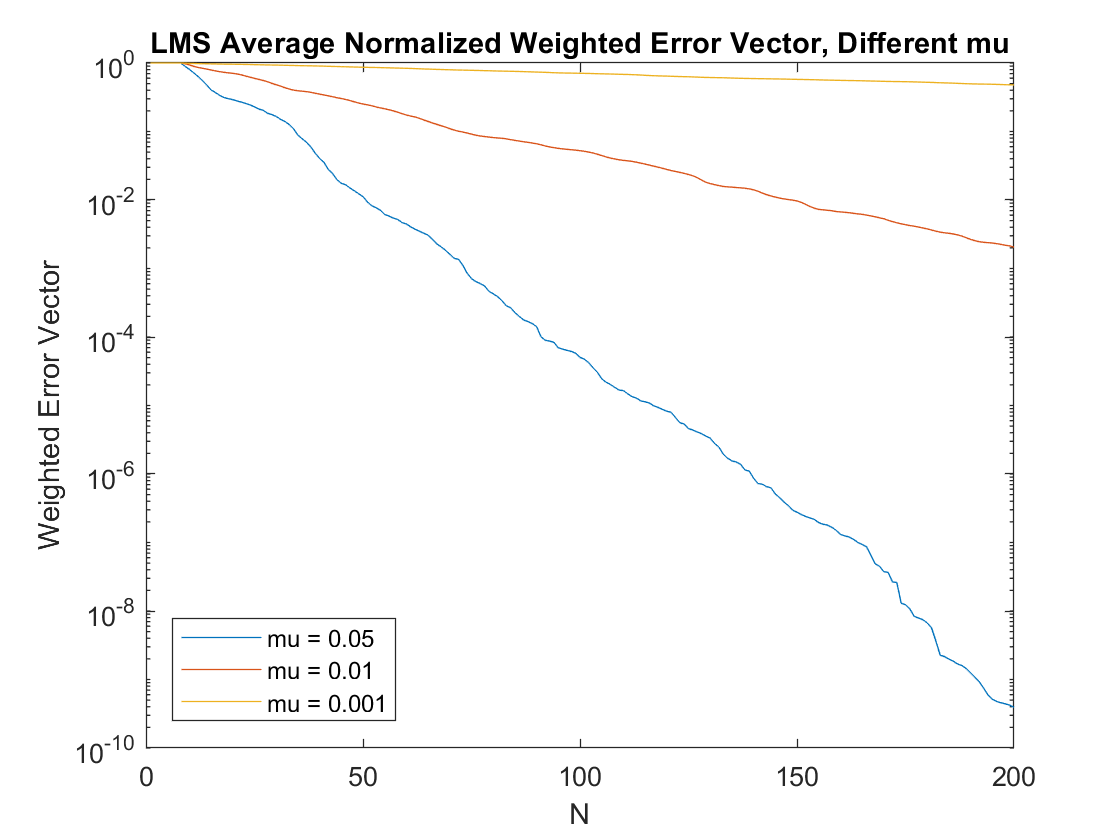 LMS Average Normalized Weighted Error Vector, Different mu
10^0
10^-2
10^-4
10^-6
10^-8
10^-10
Weighted Error Vector
mu = 0.05
mu = 0.01
mu = 0.001
0 50 100 150 200
N